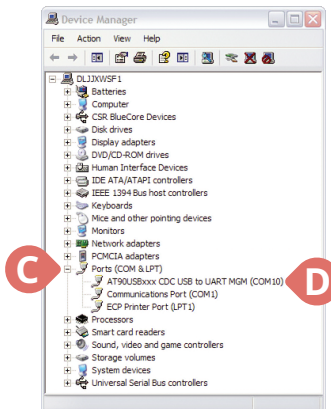 Device Manager
File Action View Help
DLJJXWSF1
Batteries
Computer
CSR BlueCore Devices
Disk drives
Display adapters
DVD/CD-ROM drives
Human Interface Devices
IDE ATA/ATAPI controllers
IEEE 1394 Bus host controllers
Keyboards
Mice and other pointing devices
Monitors
Network adapters
PCMCIA adapters
C
Ports (COM & LPT)
AT90USBxxx CDC USB to UART MGM (COM10)
D
Communications Port (COM1)
ECP Printer Port (LPT1)
Processors
Smart card readers
Sound, video and game controllers
Storage volumes
System devices
Universal Serial Bus controllers